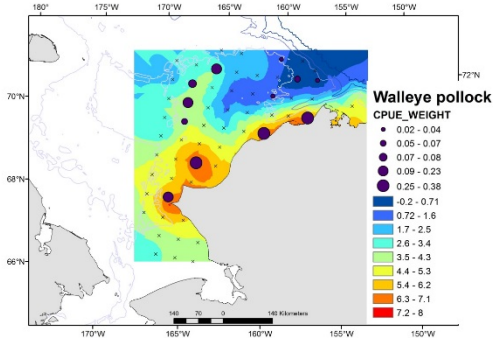 180° 170°W 165°W 160°W 155°W 150°W
72°N
70°N
68°N
66°N
Walleye pollock
CPUE_WEIGHT
0.02 - 0.04
0.05 - 0.07
0.07 - 0.08
0.09 - 0.23
0.25 - 0.38
-0.2 - 0.71
0.72 - 1.6
1.7 - 2.5
2.6 - 3.4
3.5 - 4.3
4.4 - 5.3
5.4 - 6.2
6.3 - 7.1
7.2 - 8
140 70 0 140 Kilometers
170°W 165°W 160°W 155°W